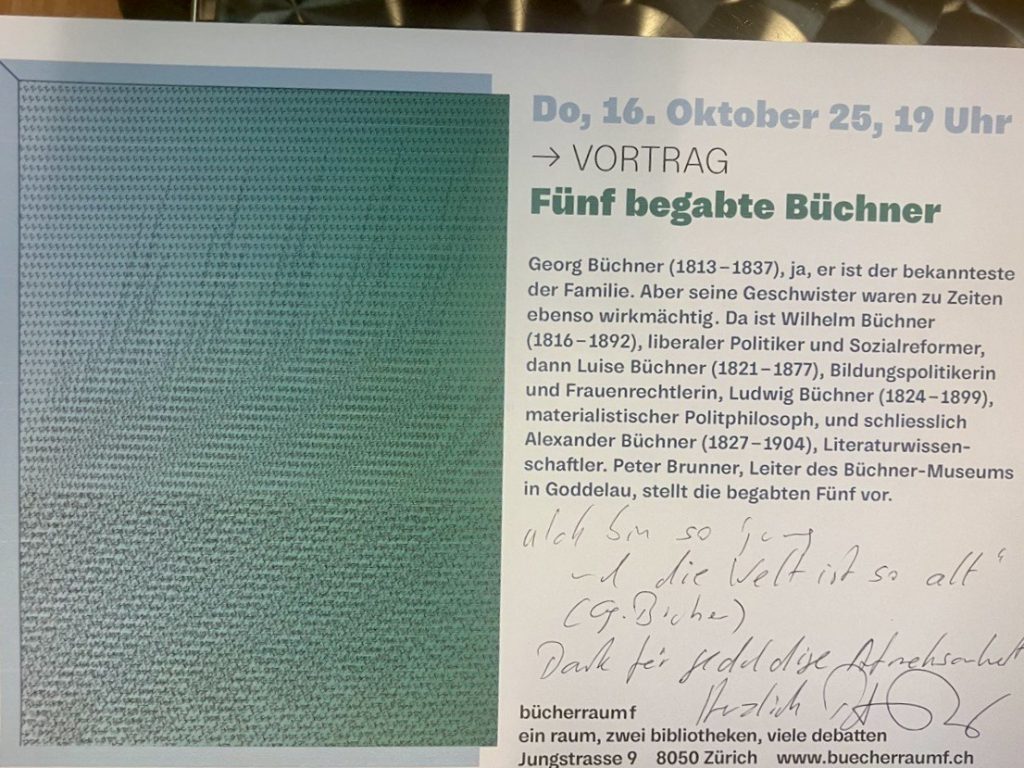 Do, 16. Oktober 25, 19 Uhr
→ VORTRAG
Fünf begabte Büchner
Georg Büchner (1813–1837), ja, er ist der bekannteste
der Familie. Aber seine Geschwister waren zu Zeiten
ebenso wirkmächtig. Da ist Wilhelm Büchner
(1816–1892), liberaler Politiker und Sozialreformer,
dann Luise Büchner (1821–1877), Bildungspolitikerin
und Frauenrechtlerin, Ludwig Büchner (1824–1899),
materialistischer Politphilosoph, und schliesslich
Alexander Büchner (1827–1904), Literaturwissen-
schaftler. Peter Brunner, Leiter des Büchner-Museums
in Goddelau, stellt die begabten Fünf vor.
„Ich bin so jung
und die Welt ist so alt“
(G. Büchner)
Dank für geduldige Aufmerksamkeit
Herzlich
bücherraum f
ein raum, zwei bibliotheken, viele debatten
Jungstrasse 9 8050 Zürich www.buecherraumf.ch